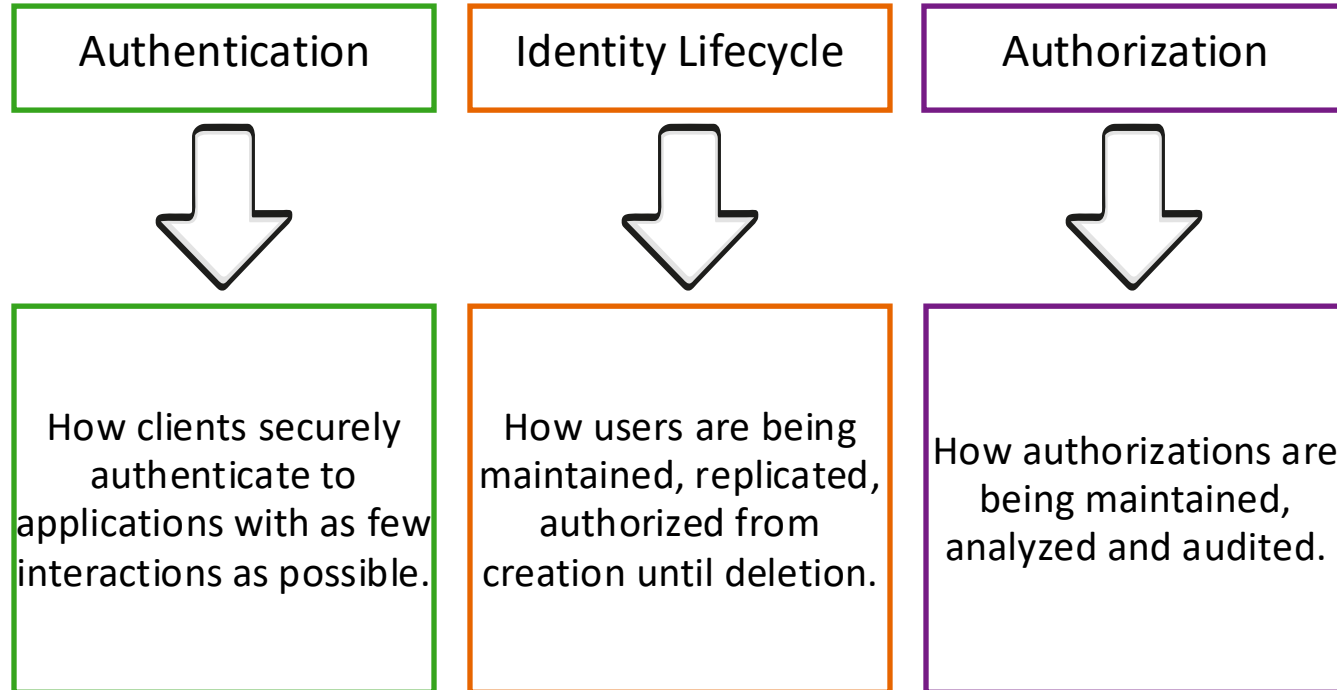 Authentication
Identity Lifecycle
Authorization
How clients securely
authenticate to
applications with as few
interactions as possible.
How users are being
maintained, replicated,
authorized from
creation until deletion.
How authorizations are
being maintained,
analyzed and audited.